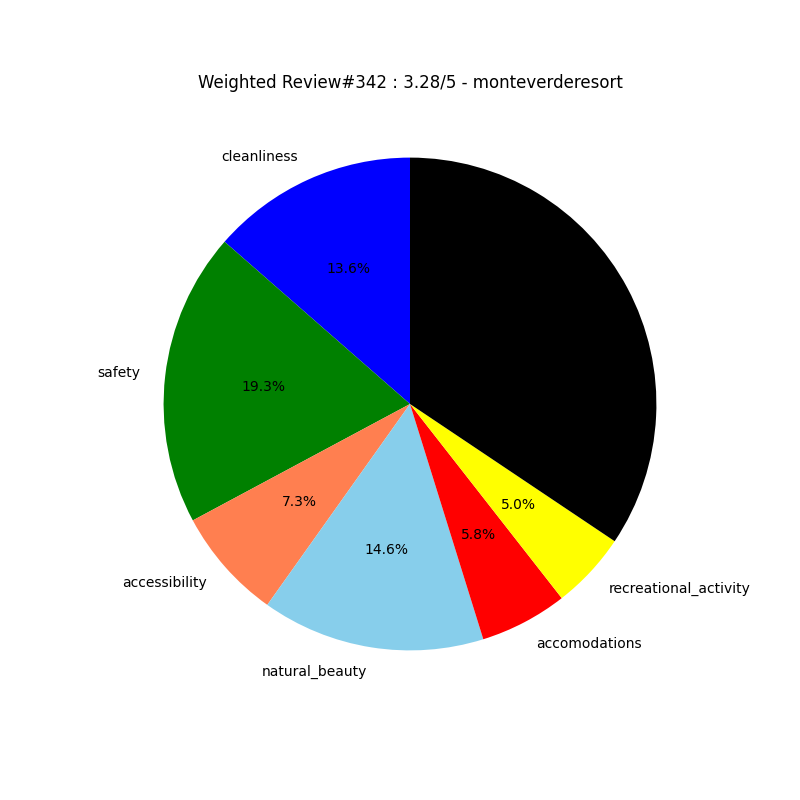 Weighted Review#342 : 3.28/5 - monteverderesort
cleanliness
13.6%
safety
19.3%
accessibility
7.3%
natural_beauty
14.6%
accomodations
5.8%
recreational_activity
5.0%